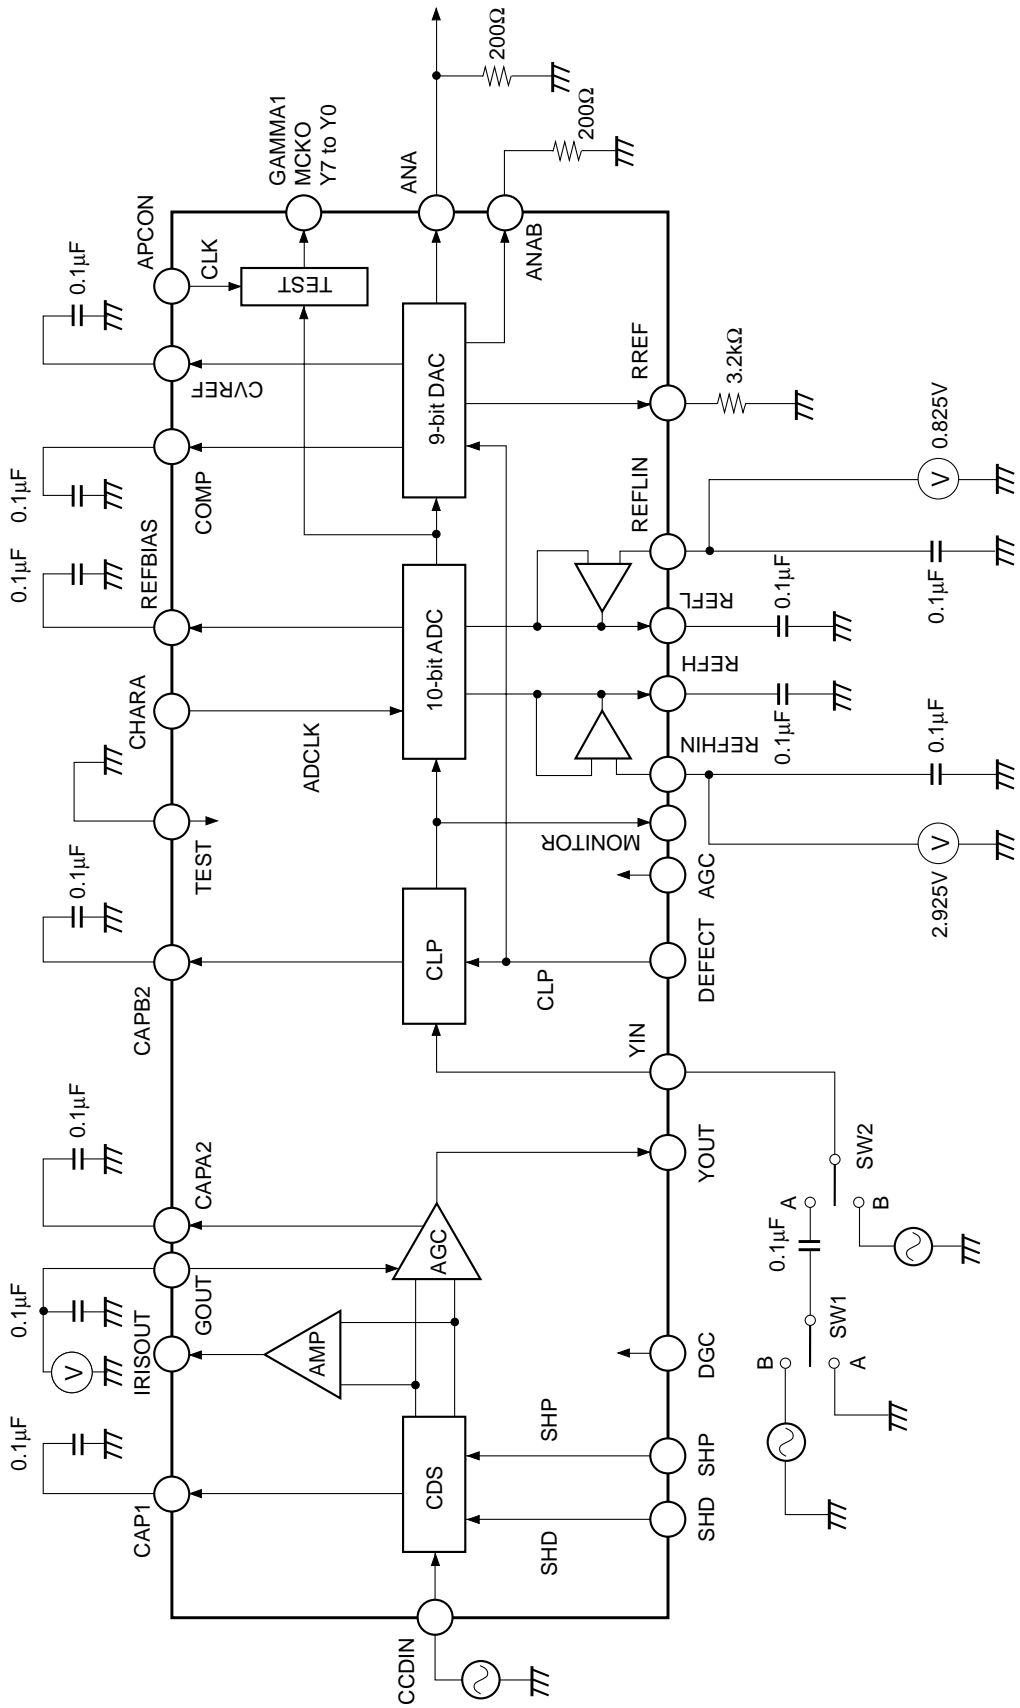 CCDIN
CAP1
0.1µF
IRISOUT
V
GOUT
0.1µF
CAPA2
0.1µF
CAPB2
0.1µF
TEST
CHARA
REFBIAS
0.1µF
COMP
0.1µF
CVREF
0.1µF
APCON
CLK
TEST
GAMMA1
MCKO
Y7 to Y0
ANA
200Ω
ANAB
200Ω
CDS
AMP
AGC
CLP
ADCLK
10-bit ADC
9-bit DAC
SHD
SHP
CLP
SHD
SHP
DGC
YOUT
YIN
DEFECT
AGC
MONITOR
REFHIN
REFH
REFL
REFLIN
RREF
3.2kΩ
0.1µF
0.1µF
0.1µF
0.1µF
V
2.925V
V
0.825V
B
A
SW1
0.1µF
A
B
SW2